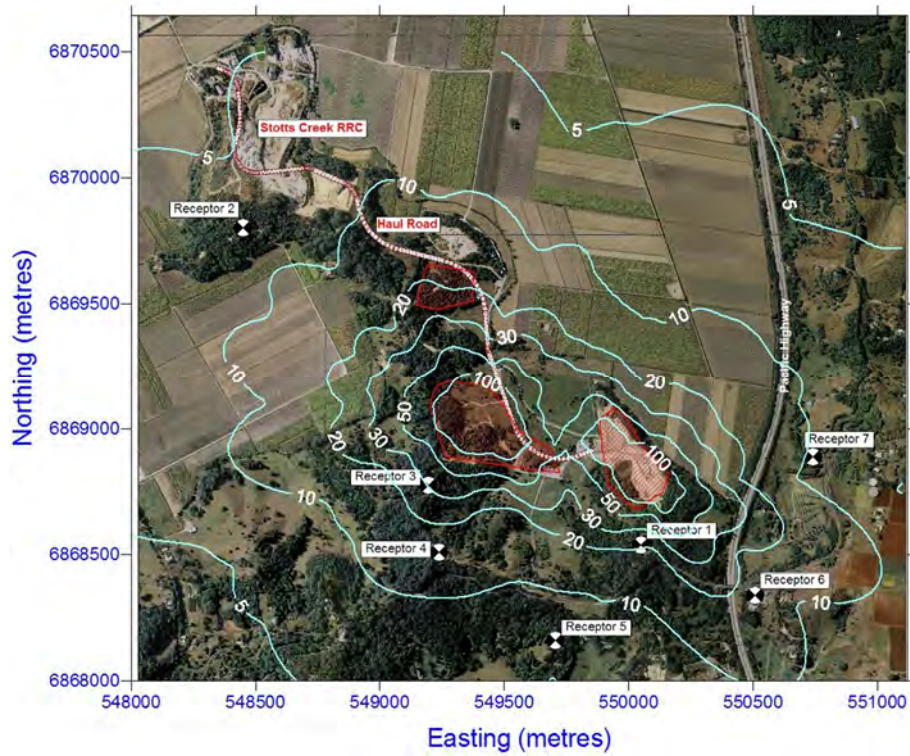 6870500
6870000
6869500
6869000
6868500
6868000
Northing (metres)
548000
548500
549000
549500
550000
550500
551000
Easting (metres)
Stotts Creek RRC
5
5
10
Receptor 2
Haul Road
5
20
10
30
10
20
100
50
Pacific Highway
20
30
100
Receptor 7
Receptor 3
10
50
30
Receptor 1
20
Receptor 4
Receptor 6
5
10
10
Receptor 5